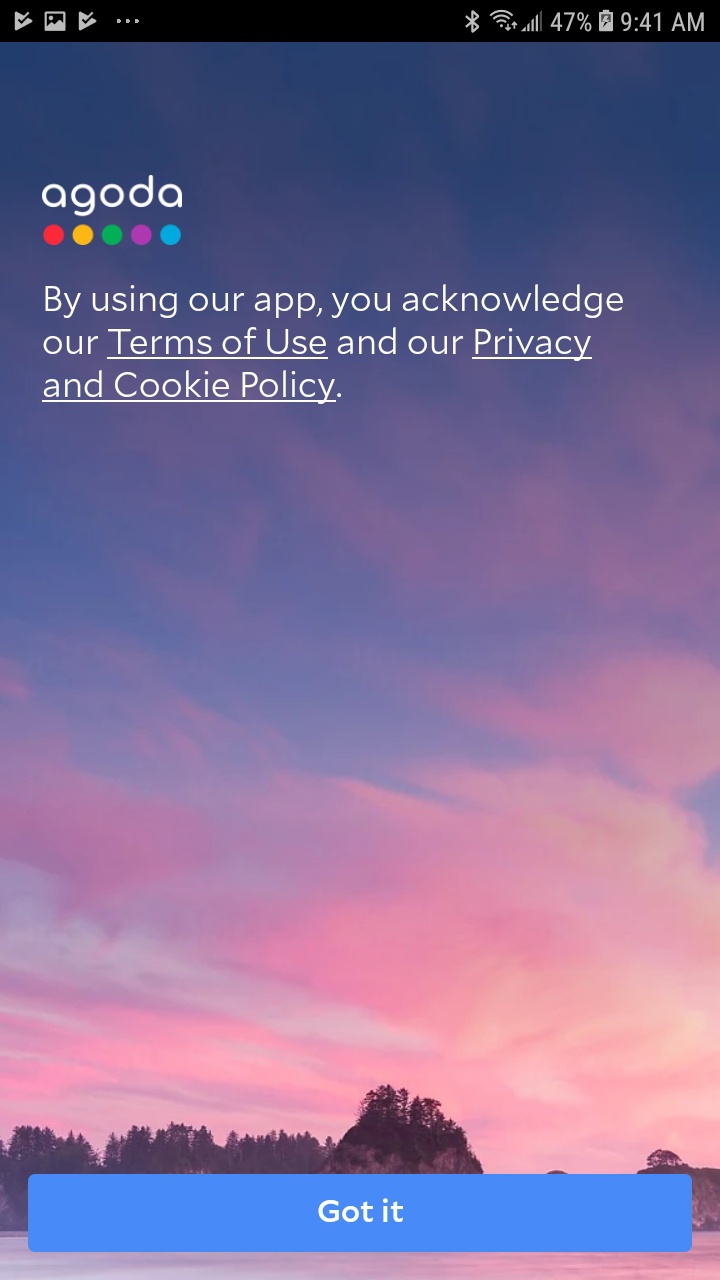 47% 9:41 AM
agoda
By using our app, you acknowledge
our Terms of Use and our Privacy
and Cookie Policy.
Got it